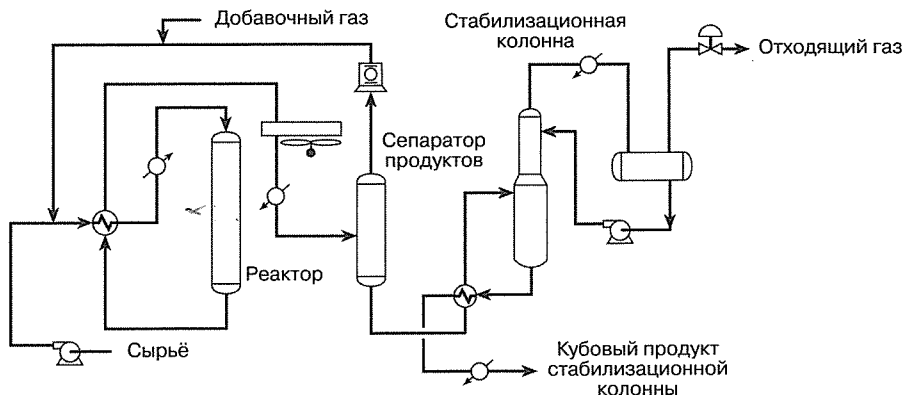 Добавочный газ
Стабилизационная
колонна
Отходящий газ
Сепаратор
продуктов
Реактор
Сырьё
Кубовый продукт
стабилизационной
колонны